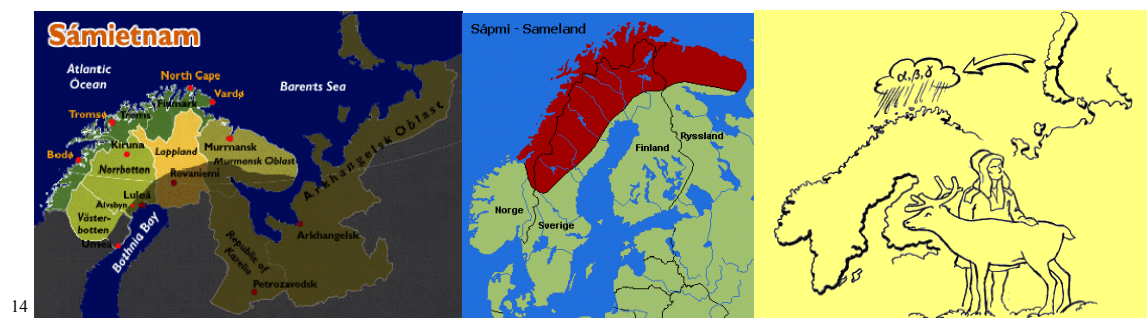 Sámietnam
Atlantic
Ocean
North Cape
Barents Sea
Vardø
Finmark
Tromsø
Troms
Murmansk
Kiruna
Bodø
Lappland
Murmansk Oblast
Norrbotten
Rovaniemi
Luleå
Älvsbyn
Väster-
botten
Umeå
Bothnia Bay
Arkhangelsk Oblast
Arkhangelsk
Republic of
Karelia
Petrozavodsk
Sápmi - Sameland
Ryssland
Finland
Norge
Sverige
α,β,γ
14